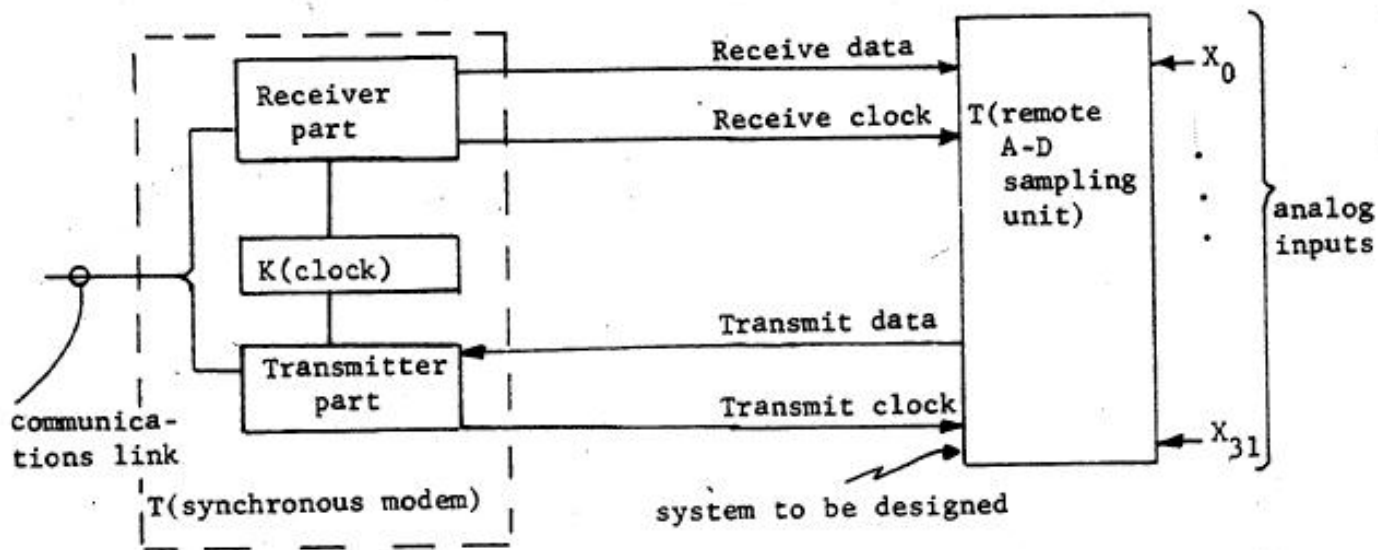 Receive data
Receiver
part
Receive clock
K(clock)
Transmit data
Transmitter
part
Transmit clock
communica-
tions link
T(synchronous modem)
system to be designed
T(remote
A-D
sampling
unit)
X0
X31
analog
inputs